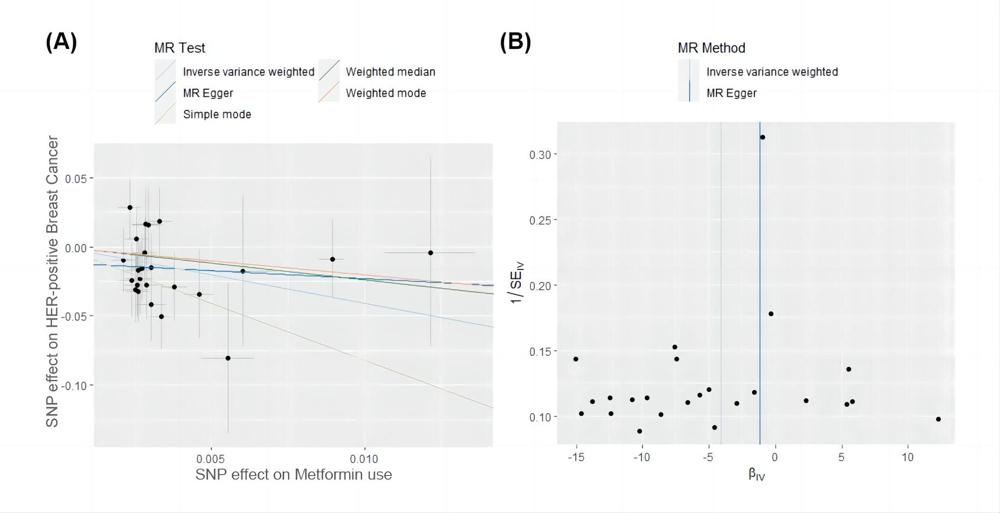 (A)
MR Test
Inverse variance weighted
Weighted median
MR Egger
Weighted mode
Simple mode
SNP effect on HER-positive Breast Cancer
0.05
0.00
-0.05
-0.10
0.005
0.010
SNP effect on Metformin use
(B)
MR Method
Inverse variance weighted
MR Egger
1/SE_IV
0.30
0.25
0.20
0.15
0.10
-15
-10
-5
0
5
10
β_IV